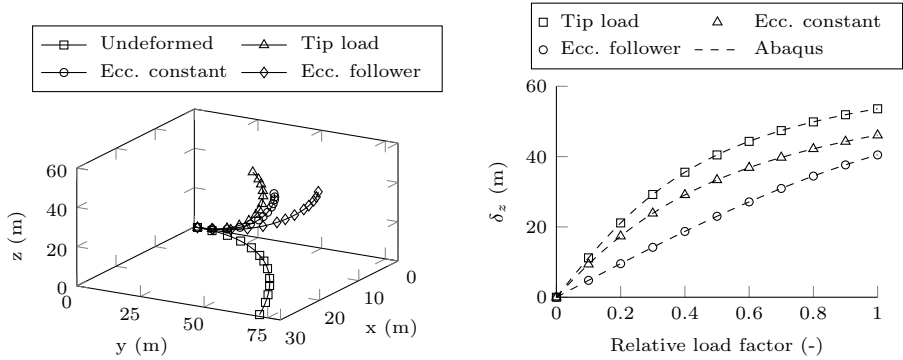 Undeformed Tip load
Ecc. constant Ecc. follower
60
40
20
0
z (m)
0
25
50
75
y (m)
30
20
10
0
x (m)
Tip load Ecc. constant
Ecc. follower Abaqus
60
40
20
0
δz (m)
0 0.2 0.4 0.6 0.8 1
Relative load factor (-)